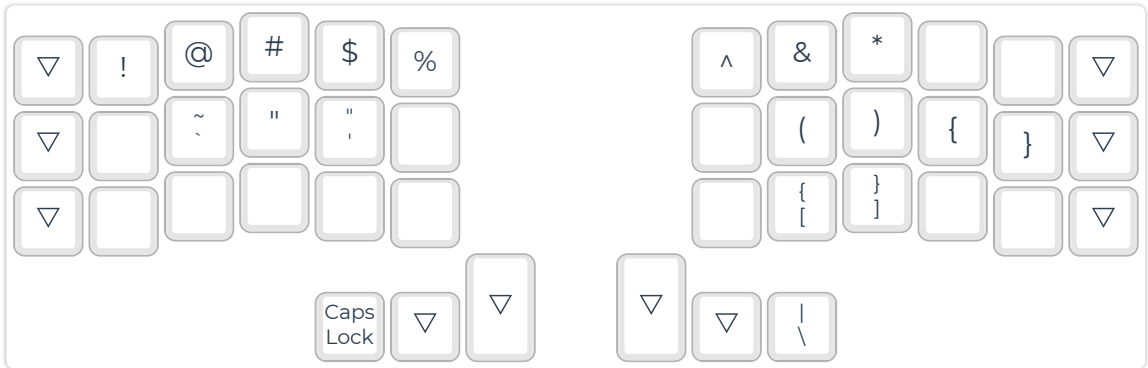 ▽ ! @ # $ % ^ & * ▽
▽ ~ " " ( ) { } ▽
` '
▽ { } ▽
[ ]
▽ ▽
Caps ▽ ▽ |
Lock \